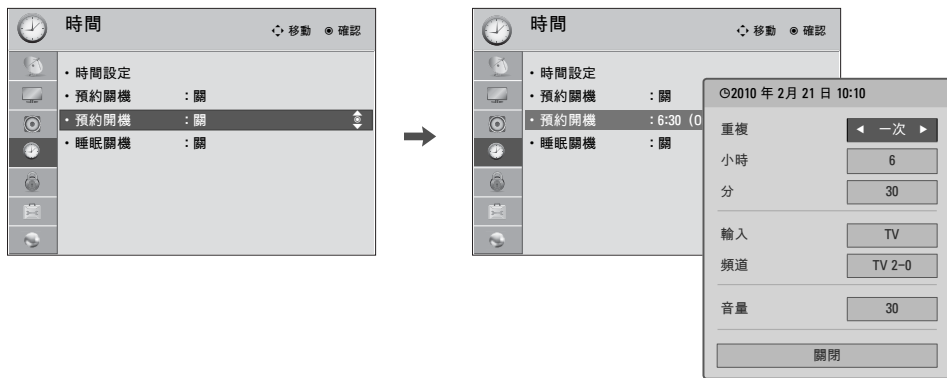 時間
移動 確認
・時間設定
・預約關機 ：關
・預約開機 ：關
・睡眠關機 ：關
時間
移動 確認
・時間設定
・預約關機 ：關
・預約開機 ：6:30 (O
・睡眠關機 ：關
2010 年 2月 21 日 10:10
重複 ◀ 一次 ▶
小時 6
分 30
輸入 TV
頻道 TV 2-0
音量 30
關閉